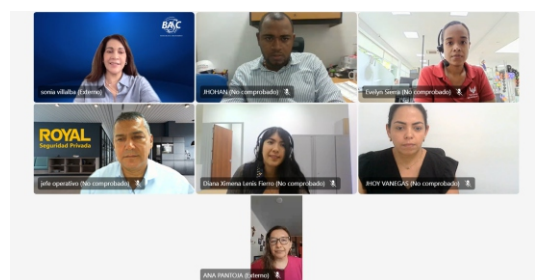 BASC
sonia villalba (Externo)
JHOHAN (No comprobado)
Evelyn Sierra (No comprobado)
ROYAL
Seguridad Privada
jefe operativo (No comprobado)
Diana Ximena Lenis Fierro (No comprobado)
JHOY VANEGAS (No comprobado)
ANA PANTOJA (Externo)